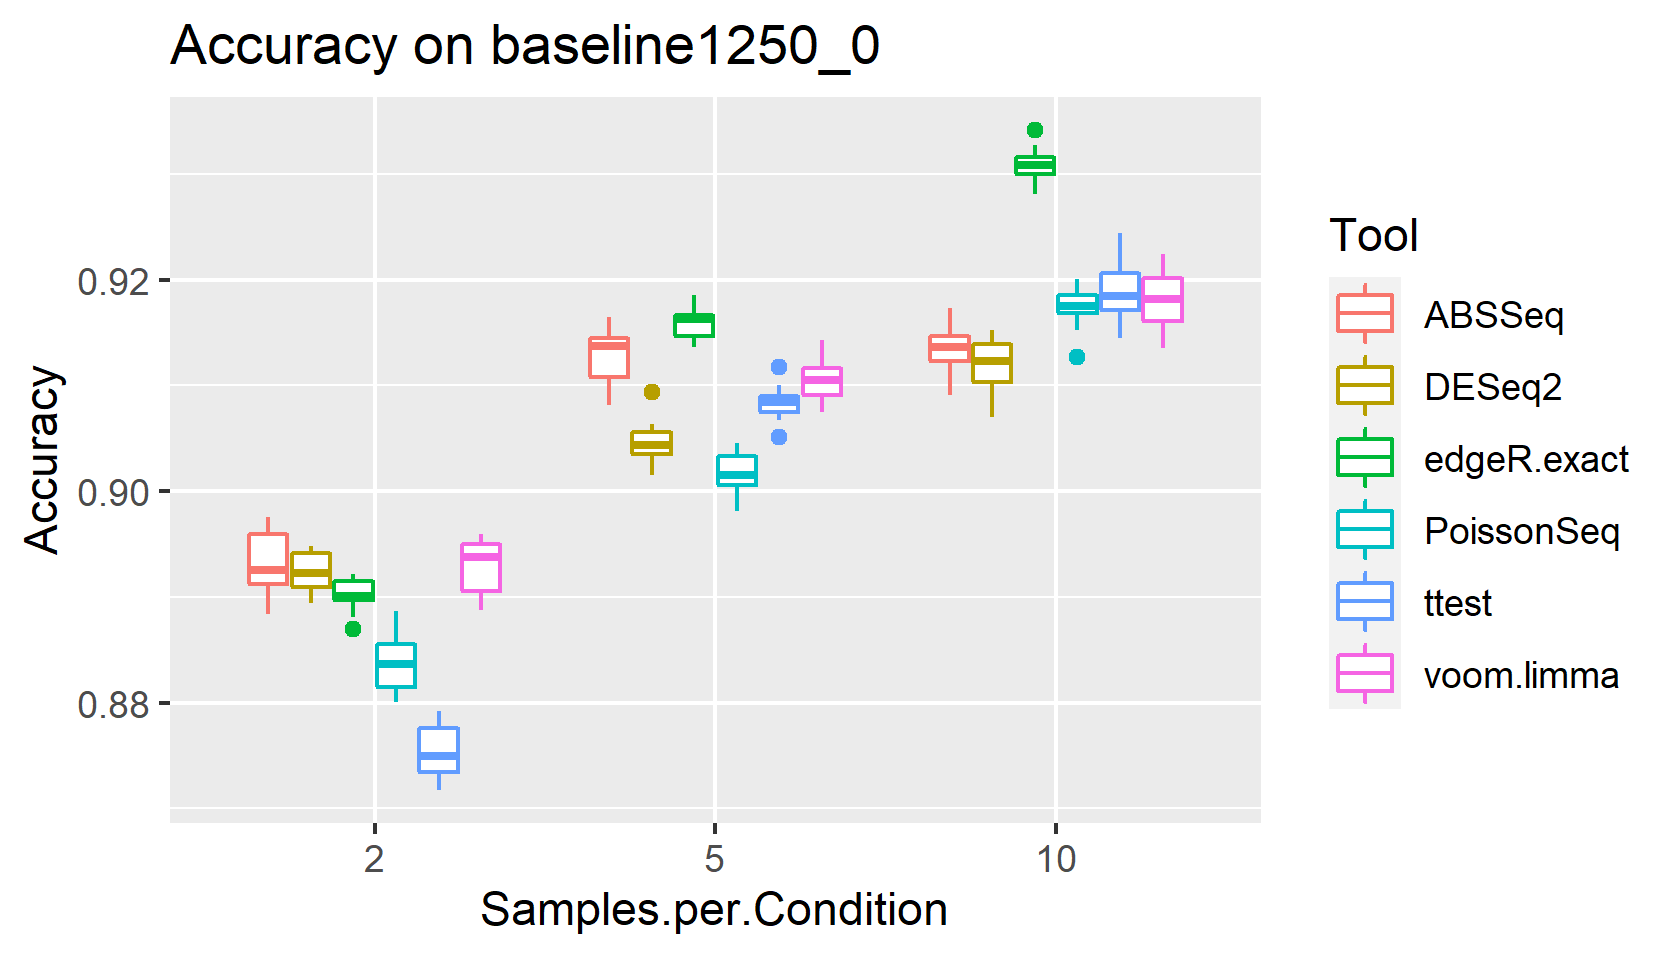 Accuracy on baseline1250_0
Accuracy
0.92
0.90
0.88
2
5
10
Samples.per.Condition
Tool
ABSSeq
DESeq2
edgeR.exact
PoissonSeq
ttest
voom.limma